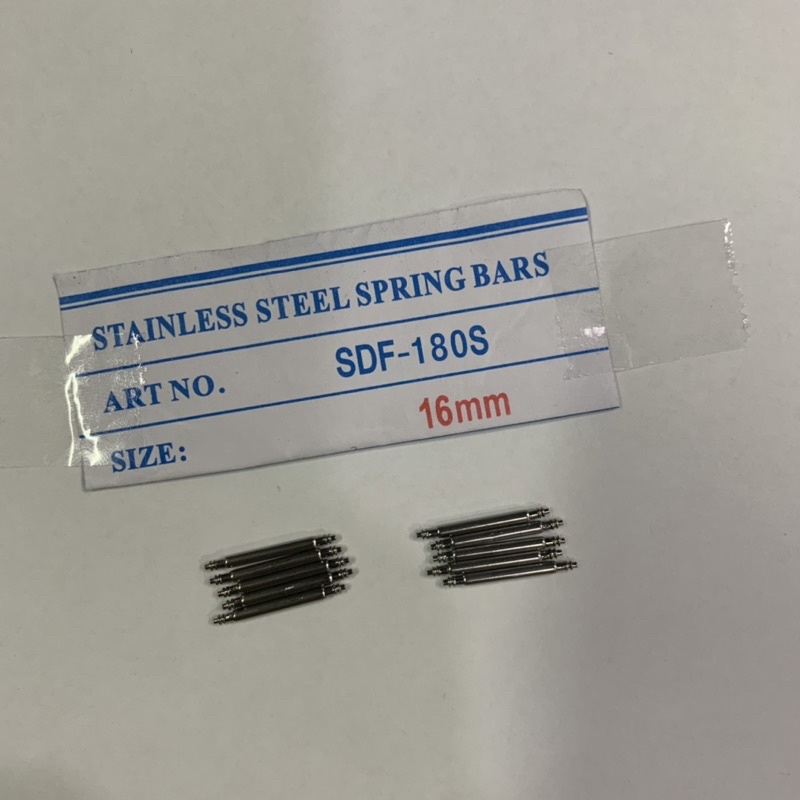 STAINLESS STEEL SPRING BARS
ART NO. SDF-180S
SIZE: 16mm